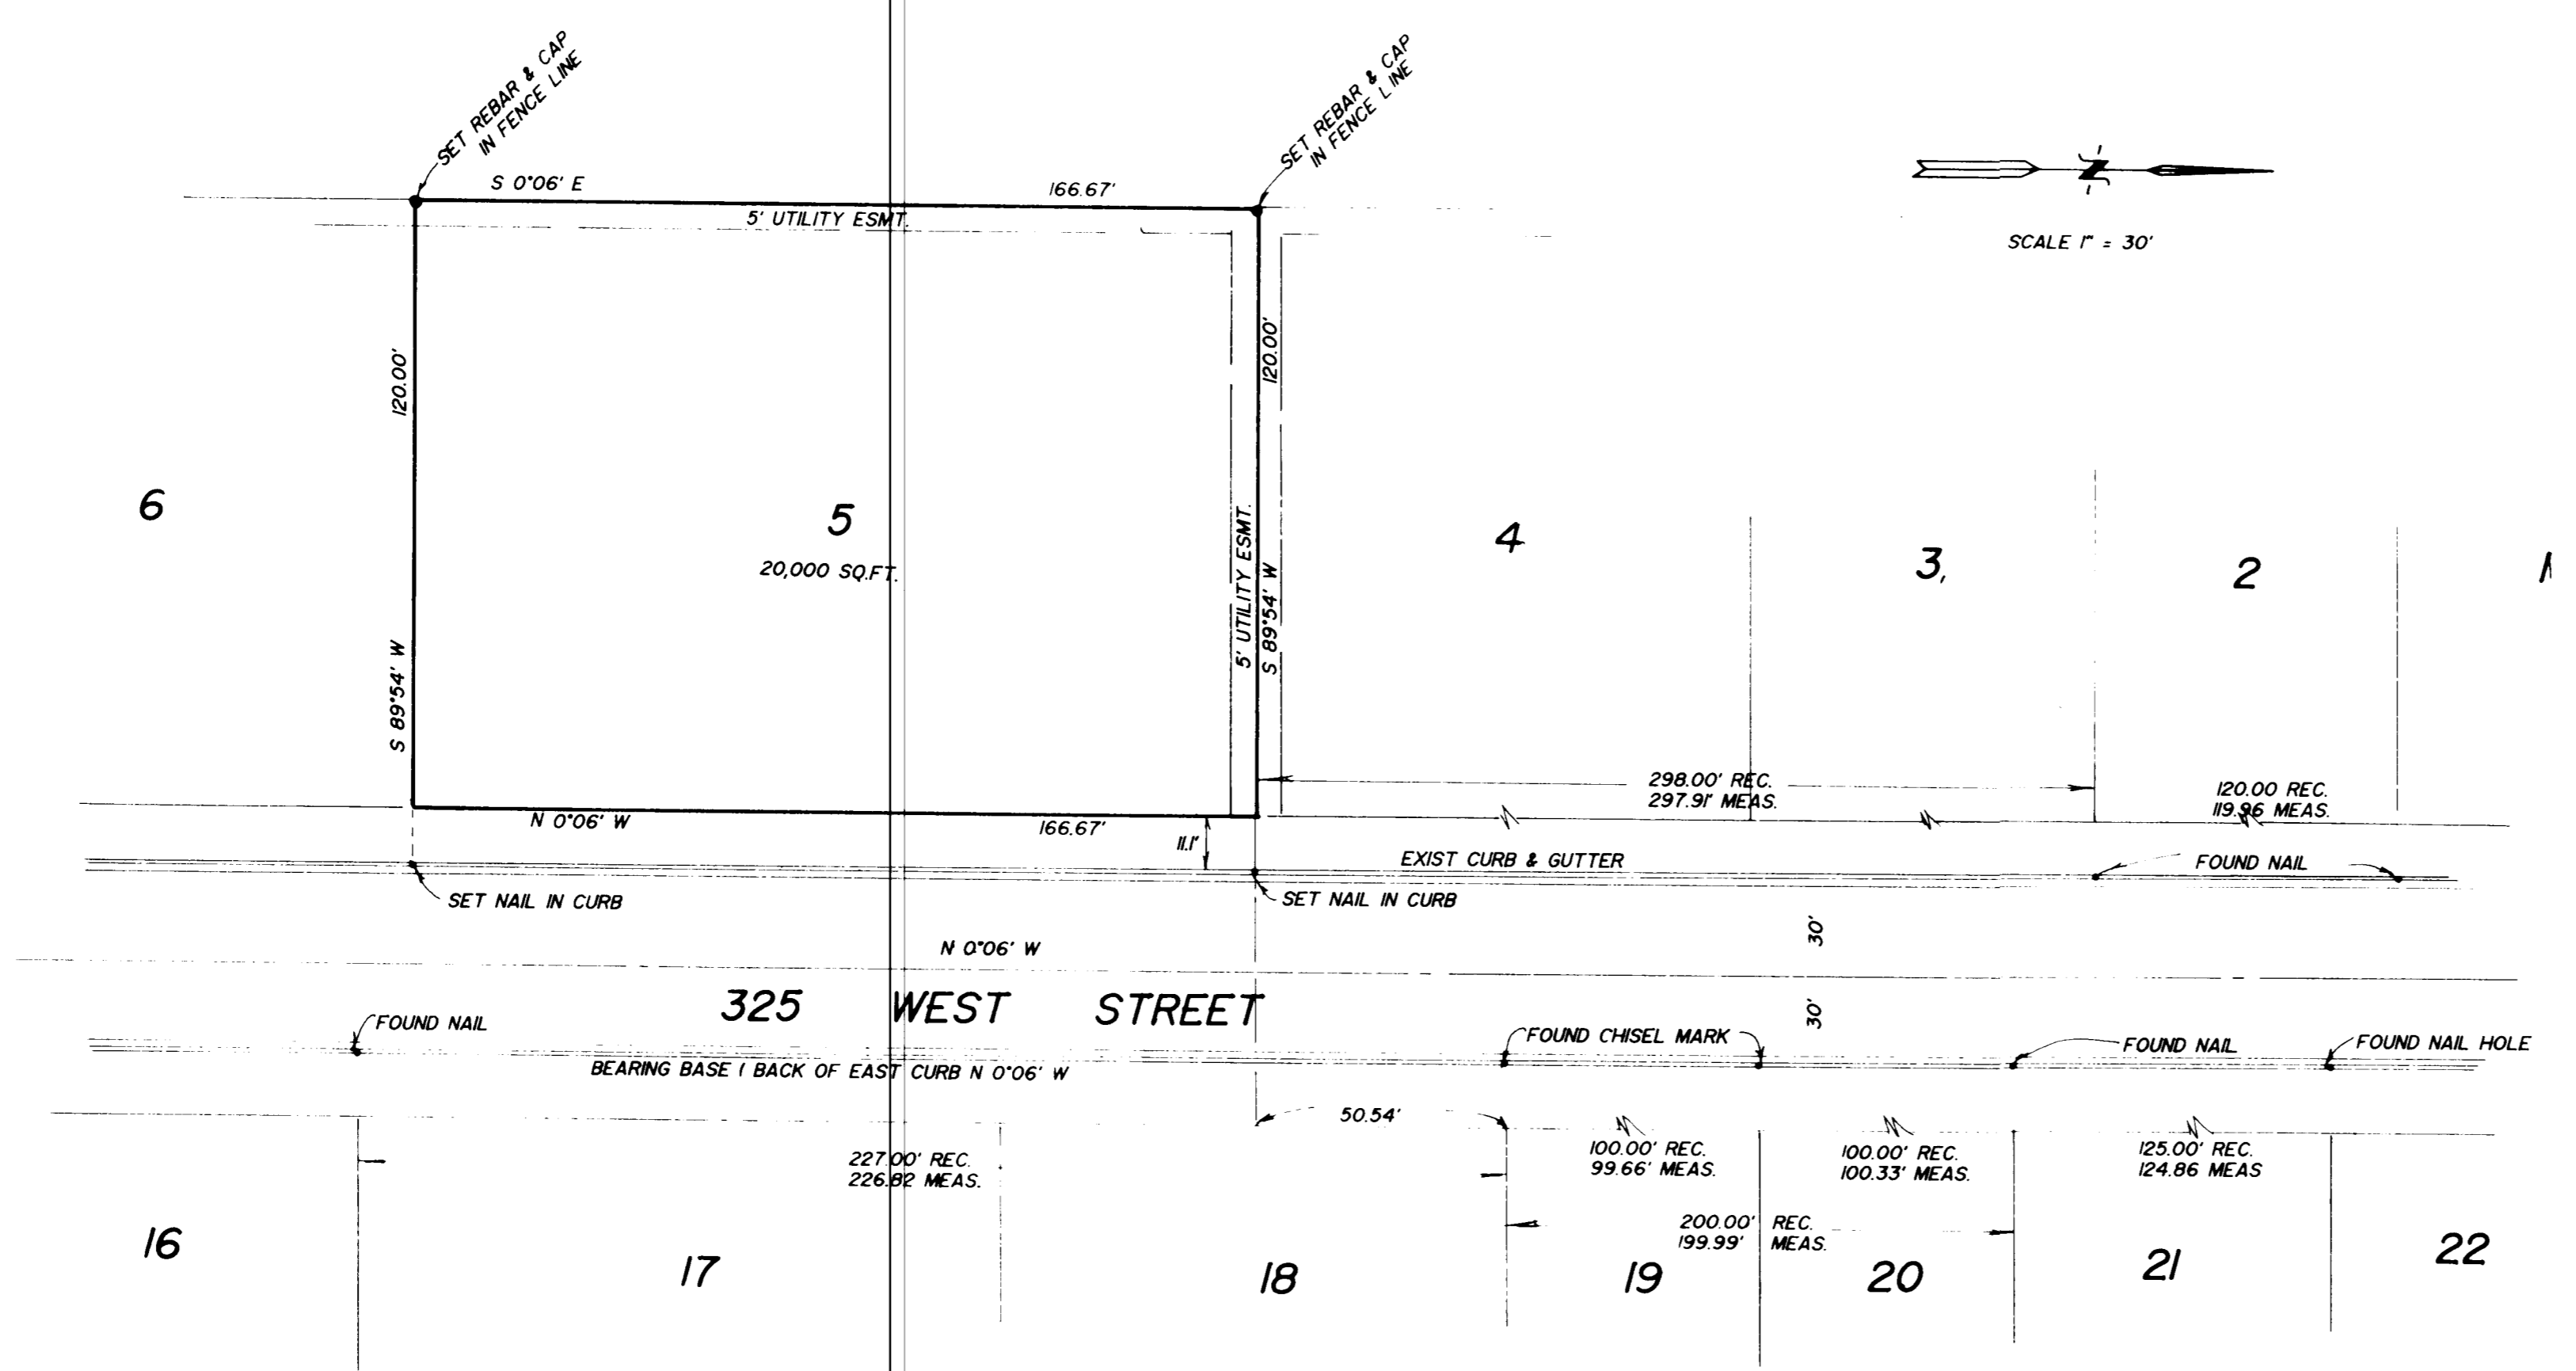 SET REBAR & CAP
IN FENCE LINE
SET REBAR & CAP
IN FENCE LINE
S 0°06' E
166.67'
5' UTILITY ESMT.
N
SCALE 1" = 30'
120.00'
S 89°54' W
120.00'
5' UTILITY ESMT.
S 89°54' W
6
5
20,000 SQ.FT.
4
3,
2
298.00' REC.
297.91' MEAS.
120.00 REC.
119.96 MEAS.
N 0°06' W
166.67'
11.1'
EXIST CURB & GUTTER
FOUND NAIL
SET NAIL IN CURB
SET NAIL IN CURB
30'
N 0°06' W
325 WEST STREET
30'
FOUND NAIL
FOUND CHISEL MARK
FOUND NAIL
FOUND NAIL HOLE
BEARING BASE ( BACK OF EAST CURB N 0°06' W
50.54'
227.00' REC.
226.82 MEAS.
100.00' REC.
99.66' MEAS.
100.00' REC.
100.33' MEAS.
125.00' REC.
124.86 MEAS
200.00' REC.
199.99' MEAS.
16
17
18
19
20
21
22